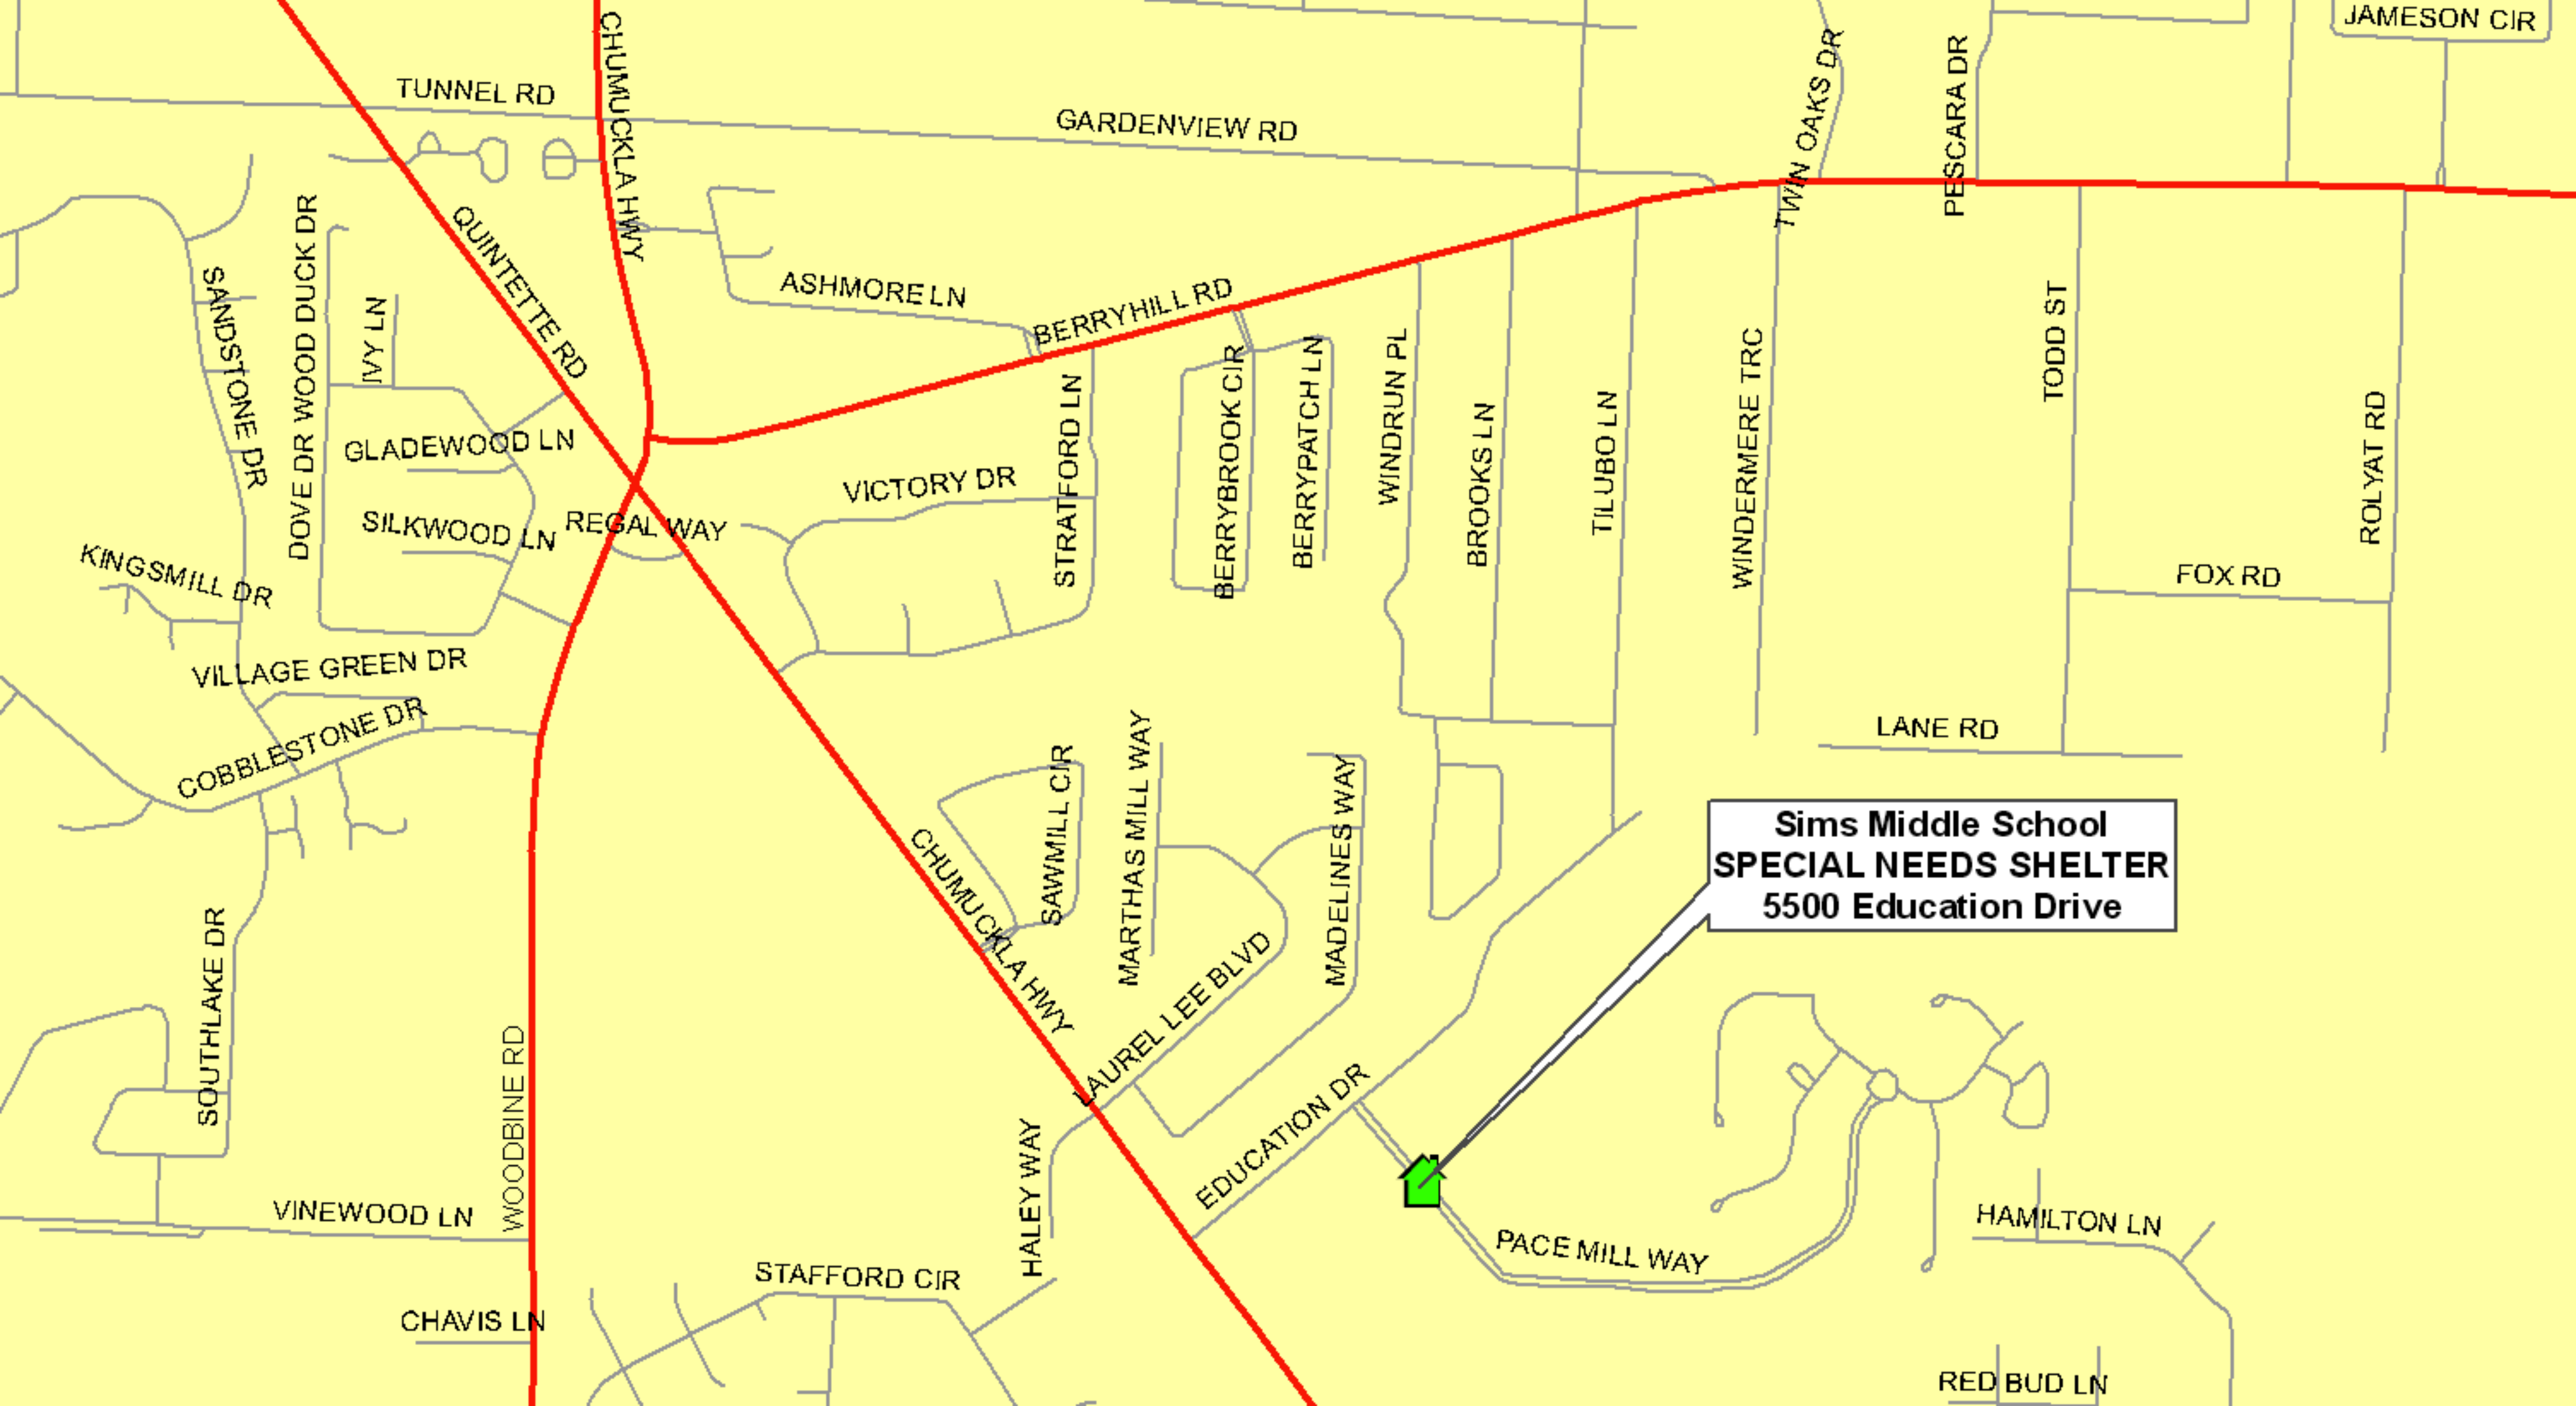 JAMESON CIR
CHUMUCKLA HWY
TWIN OAKS DR
PESCARA DR
TUNNEL RD
GARDENVIEW RD
QUINTETTE RD
DOVE DR WOOD DUCK DR
SANDSTONE DR
IVY LN
ASHMORE LN
BERRYHILL RD
GLADEWOOD LN
SILKWOOD LN
REGAL WAY
VICTORY DR
STRATFORD LN
BERRYBROOK CIR
BERRYPATCH LN
WINDRUN PL
BROOKS LN
TILUBO LN
WINDERMERE TRC
TODD ST
ROLYAT RD
FOX RD
KINGSMILL DR
VILLAGE GREEN DR
COBBLESTONE DR
LANE RD
SAWMILL CIR
MARTHAS MILL WAY
MADELINES WAY
CHUMUCKLA HWY
Sims Middle School
SPECIAL NEEDS SHELTER
5500 Education Drive
SOUTHLAKE DR
WOODBINE RD
LAUREL LEE BLVD
EDUCATION DR
HALEY WAY
VINEWOOD LN
PACE MILL WAY
HAMILTON LN
STAFFORD CIR
CHAVIS LN
RED BUD LN